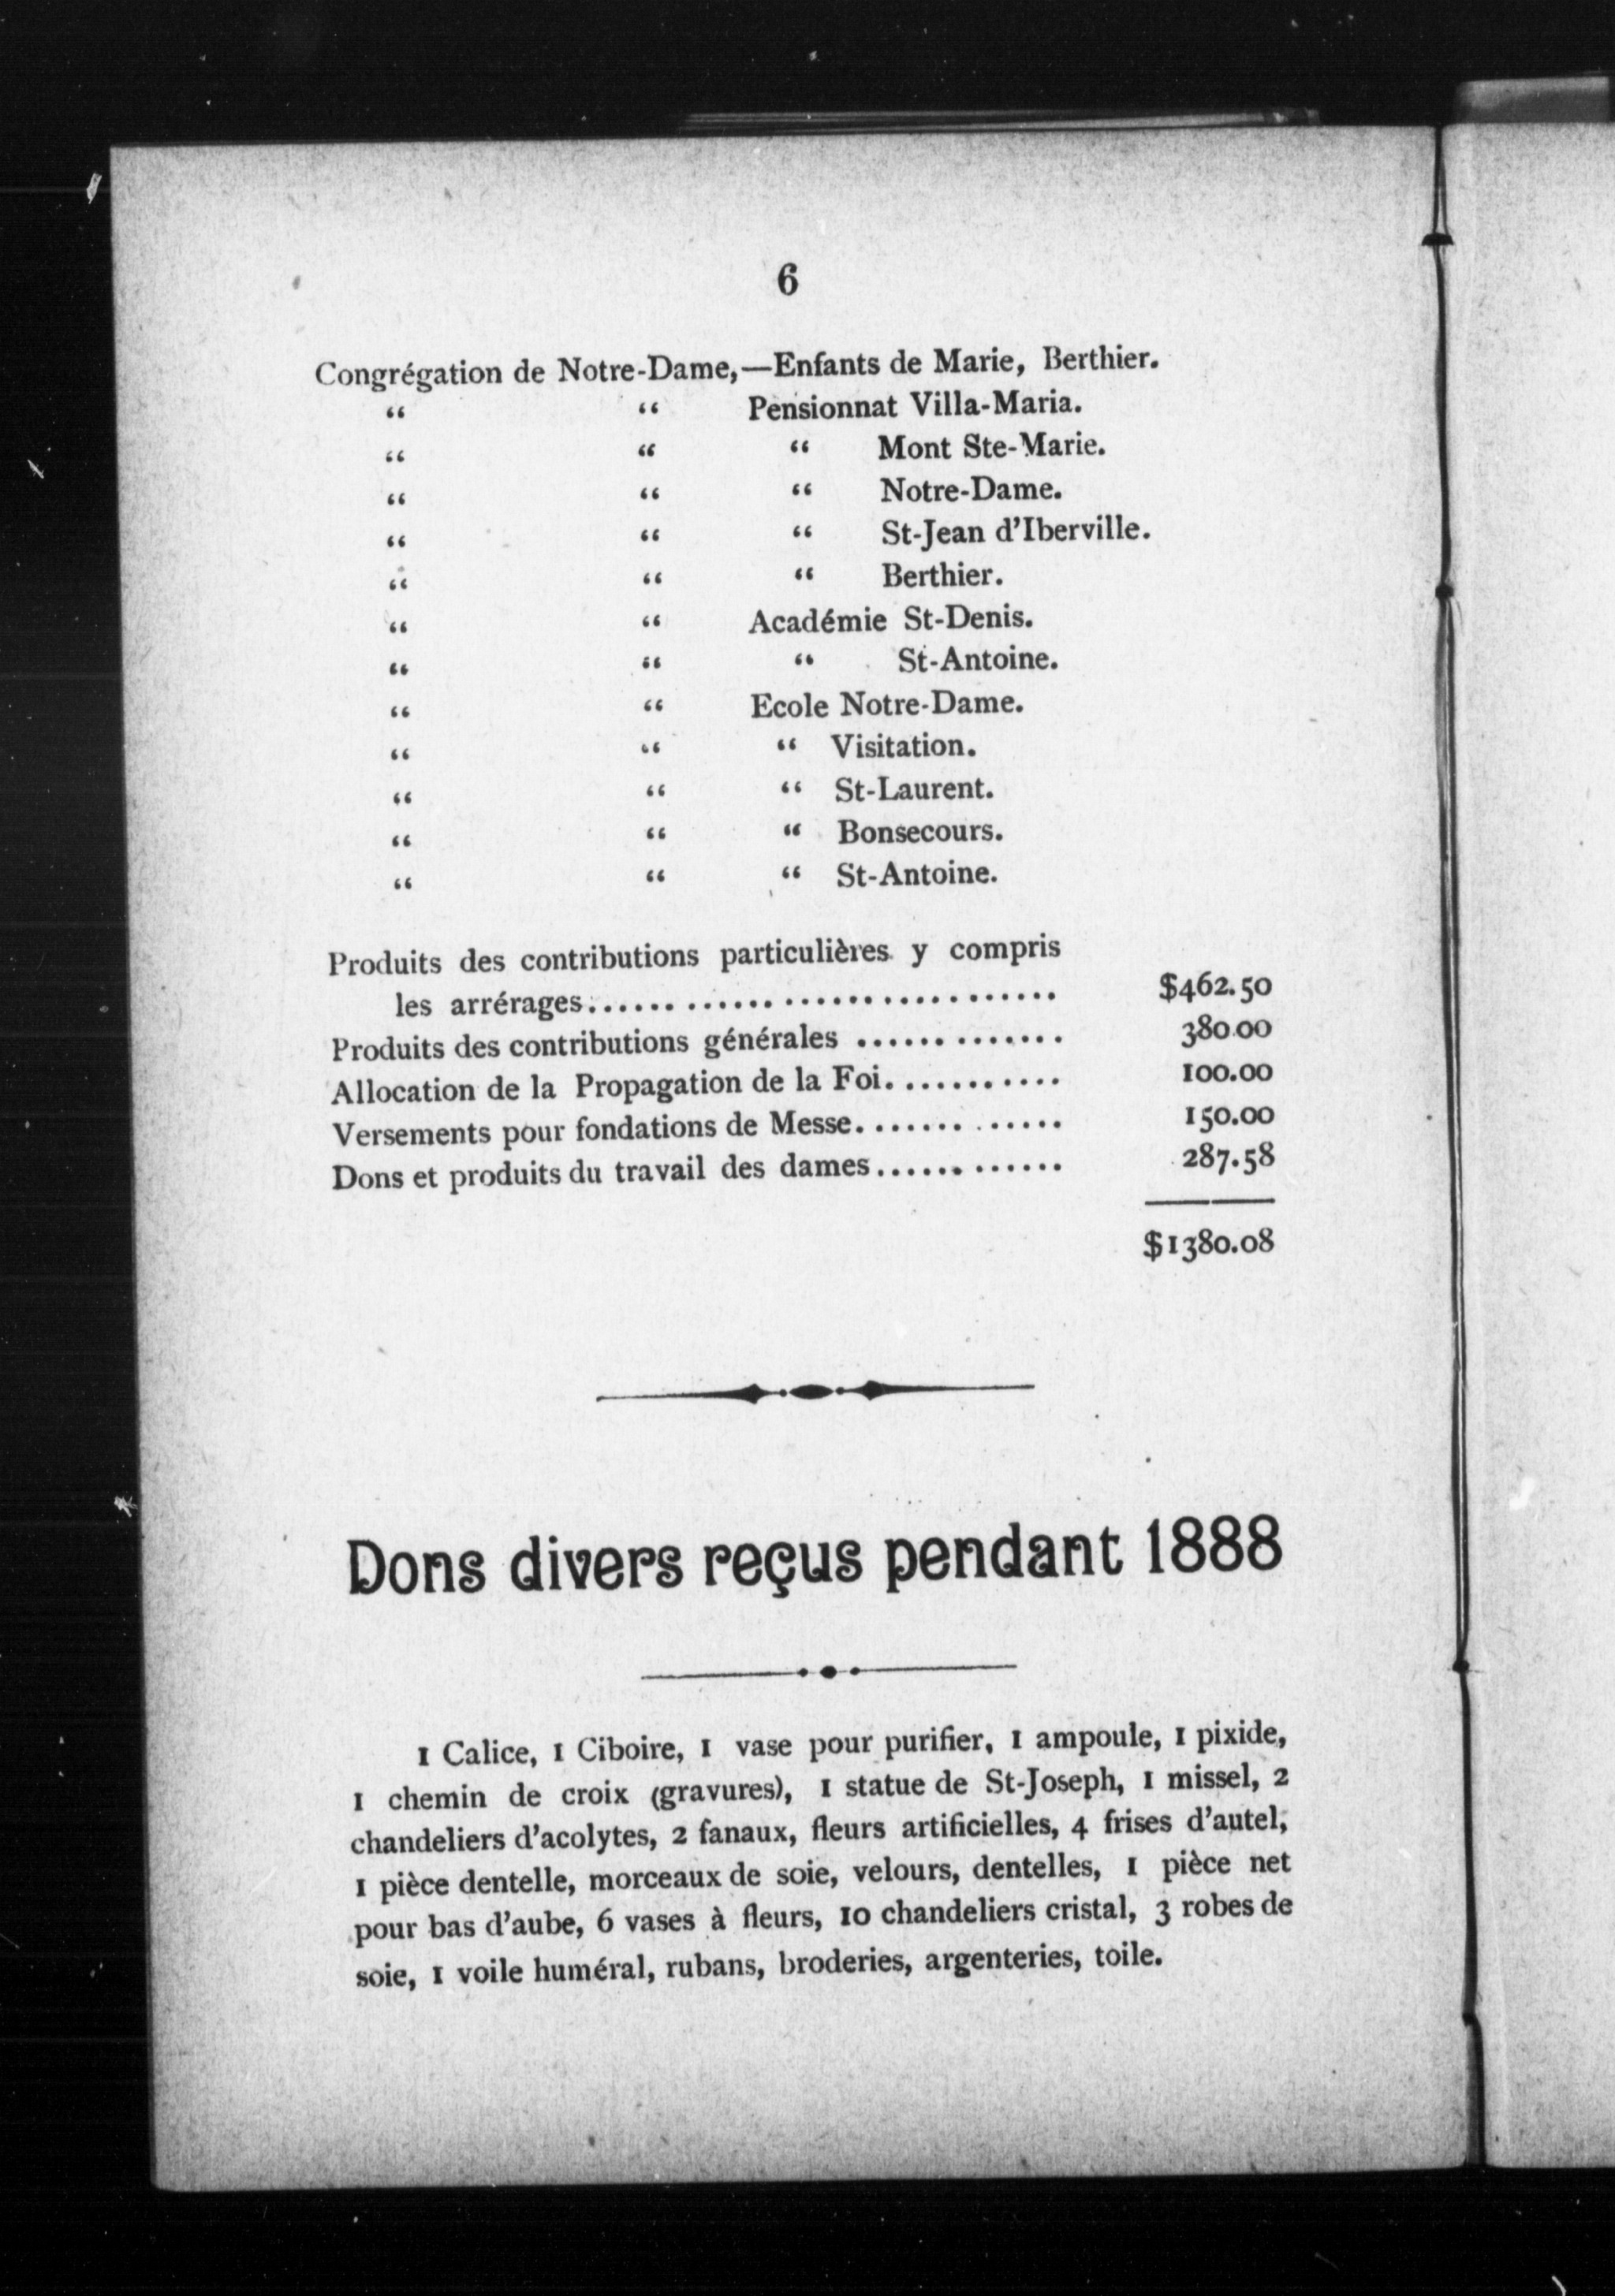 6
Congrégation de Notre-Dame,—Enfants de Marie, Berthier.
“ “ Pensionnat Villa-Maria.
“ “ “ Mont Ste-Marie.
“ “ “ Notre-Dame.
“ “ “ St-Jean d’Iberville.
“ “ “ Berthier.
“ “ Académie St-Denis.
“ “ “ St-Antoine.
“ “ Ecole Notre-Dame.
“ “ “ Visitation.
“ “ “ St-Laurent.
“ “ “ Bonsecours.
“ “ “ St-Antoine.
Produits des contributions particulières y compris
les arrérages.................................. $462.50
Produits des contributions générales ............. 380.00
Allocation de la Propagation de la Foi............ 100.00
Versements pour fondations de Messe............. 150.00
Dons et produits du travail des dames............ 287.58
$1380.08
Dons divers reçus pendant 1888
1 Calice, 1 Ciboire, 1 vase pour purifier, 1 ampoule, 1 pixide,
1 chemin de croix (gravures), 1 statue de St-Joseph, 1 missel, 2
chandeliers d’acolytes, 2 fanaux, fleurs artificielles, 4 frises d’autel,
1 pièce dentelle, morceaux de soie, velours, dentelles, 1 pièce net
pour bas d’aube, 6 vases à fleurs, 10 chandeliers cristal, 3 robes de
soie, 1 voile huméral, rubans, broderies, argenteries, toile.